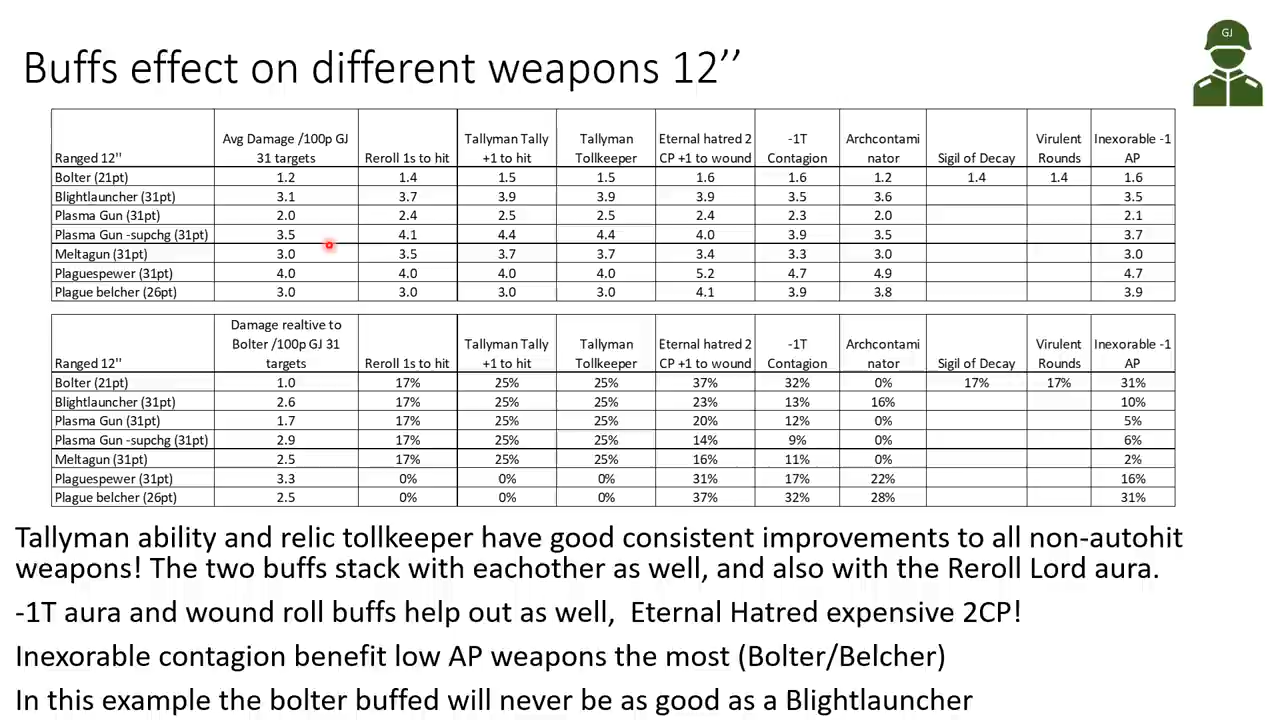 GJ
Buffs effect on different weapons 12’’
Ranged 12" | Avg Damage /100p GJ 31 targets | Reroll 1s to hit | Tallyman Tally +1 to hit | Tallyman Tollkeeper | Eternal hatred 2 CP +1 to wound | -1T Contagion | Archcontaminator | Sigil of Decay | Virulent Rounds | Inexorable -1 AP
Bolter (21pt) | 1.2 | 1.4 | 1.5 | 1.5 | 1.6 | 1.6 | 1.2 | 1.4 | 1.4 | 1.6
Blightlauncher (31pt) | 3.1 | 3.7 | 3.9 | 3.9 | 3.9 | 3.5 | 3.6 | | | 3.5
Plasma Gun (31pt) | 2.0 | 2.4 | 2.5 | 2.5 | 2.4 | 2.3 | 2.0 | | | 2.1
Plasma Gun -supchg (31pt) | 3.5 | 4.1 | 4.4 | 4.4 | 4.0 | 3.9 | 3.5 | | | 3.7
Meltagun (31pt) | 3.0 | 3.5 | 3.7 | 3.7 | 3.4 | 3.3 | 3.0 | | | 3.0
Plaguespewer (31pt) | 4.0 | 4.0 | 4.0 | 4.0 | 5.2 | 4.7 | 4.9 | | | 4.7
Plague belcher (26pt) | 3.0 | 3.0 | 3.0 | 3.0 | 4.1 | 3.9 | 3.8 | | | 3.9
Ranged 12" | Damage realtive to Bolter /100p GJ 31 targets | Reroll 1s to hit | Tallyman Tally +1 to hit | Tallyman Tollkeeper | Eternal hatred 2 CP +1 to wound | -1T Contagion | Archcontaminator | Sigil of Decay | Virulent Rounds | Inexorable -1 AP
Bolter (21pt) | 1.0 | 17% | 25% | 25% | 37% | 32% | 0% | 17% | 17% | 31%
Blightlauncher (31pt) | 2.6 | 17% | 25% | 25% | 23% | 13% | 16% | | | 10%
Plasma Gun (31pt) | 1.7 | 17% | 25% | 25% | 20% | 12% | 0% | | | 5%
Plasma Gun -supchg (31pt) | 2.9 | 17% | 25% | 25% | 14% | 9% | 0% | | | 6%
Meltagun (31pt) | 2.5 | 17% | 25% | 25% | 16% | 11% | 0% | | | 2%
Plaguespewer (31pt) | 3.3 | 0% | 0% | 0% | 31% | 17% | 22% | | | 16%
Plague belcher (26pt) | 2.5 | 0% | 0% | 0% | 37% | 32% | 28% | | | 31%
Tallyman ability and relic tollkeeper have good consistent improvements to all non-autohit
weapons! The two buffs stack with eachother as well, and also with the Reroll Lord aura.
-1T aura and wound roll buffs help out as well, Eternal Hatred expensive 2CP!
Inexorable contagion benefit low AP weapons the most (Bolter/Belcher)
In this example the bolter buffed will never be as good as a Blightlauncher